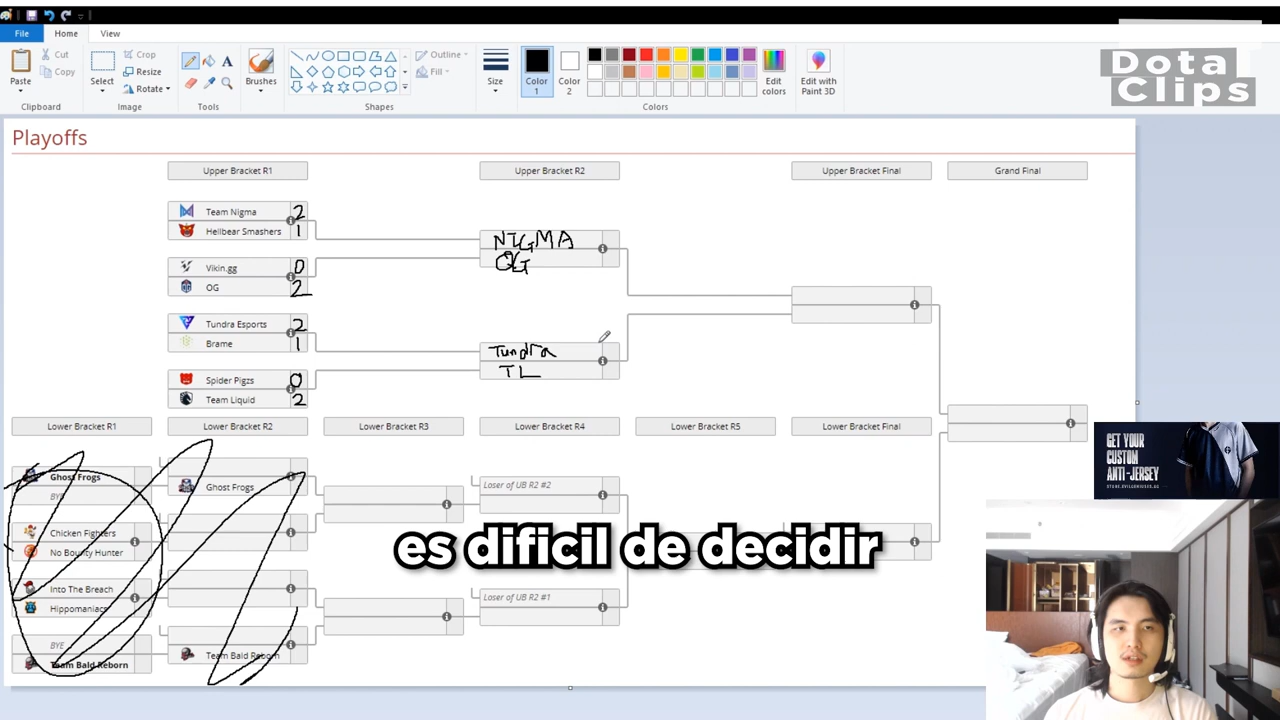 File
Home
View
Paste
Cut
Copy
Clipboard
Select
Crop
Resize
Rotate
Image
Tools
Brushes
Shapes
Outline
Fill
Size
Color 1
Color 2
Colors
Edit colors
Edit with Paint 3D
Dota
Clips
Playoffs
Upper Bracket R1
Upper Bracket R2
Upper Bracket Final
Grand Final
Team Nigma 2
Hellbear Smashers 1
Vikin.gg 0
OG 2
Tundra Esports 2
Brame 1
Spider Pigzs 0
Team Liquid 2
NIGMA
OG
Tundra
TL
Lower Bracket R1
Lower Bracket R2
Lower Bracket R3
Lower Bracket R4
Lower Bracket R5
Lower Bracket Final
Ghost Frogs
BYE
Chicken Fighters
No Bounty Hunter
Into The Breach
Hippomaniacs
BYE
Team Bald Reborn
Ghost Frogs
Team Bald Reborn
Loser of UB R2 #2
Loser of UB R2 #1
es dificil de decidir
GET YOUR
CUSTOM
ANTI-JERSEY
STORE.EVILGENIUSES.GG